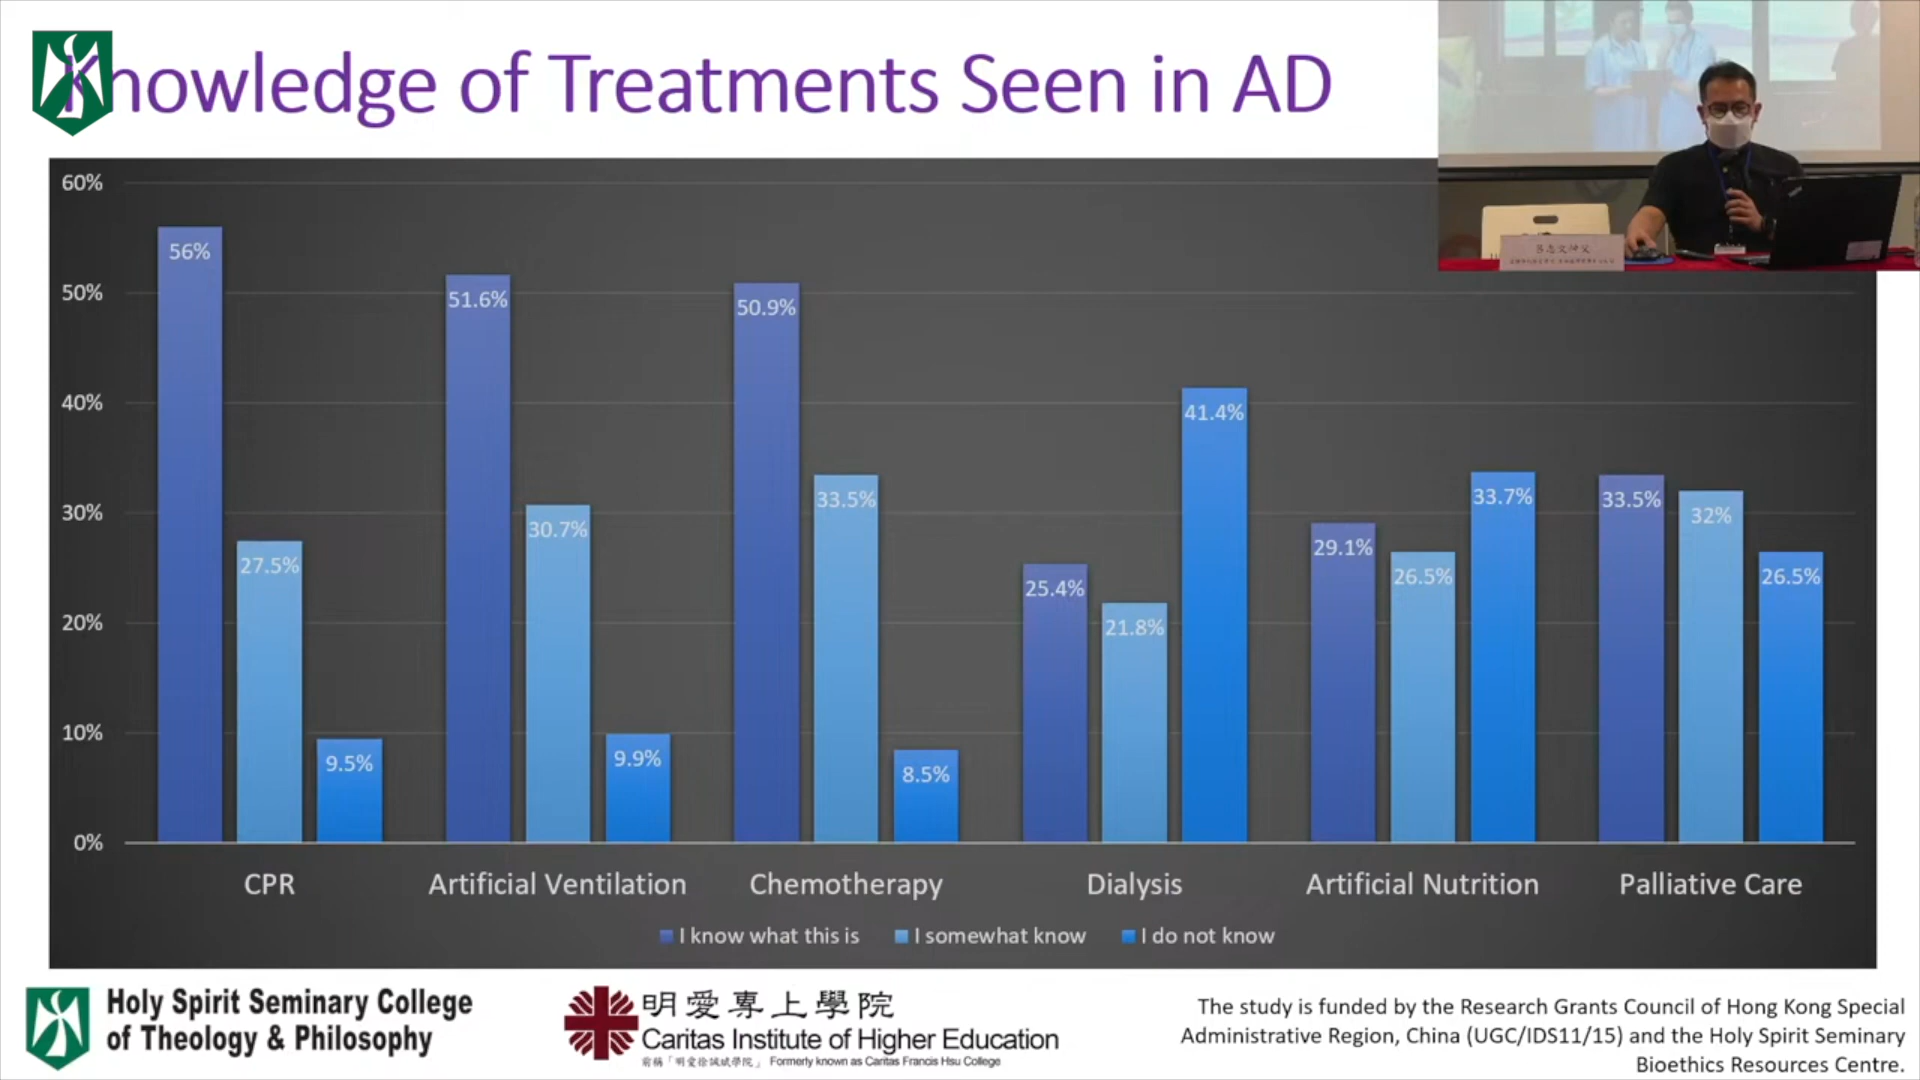 Knowledge of Treatments Seen in AD
60%
50%
40%
30%
20%
10%
0%
56%
27.5%
9.5%
51.6%
30.7%
9.9%
50.9%
33.5%
8.5%
25.4%
21.8%
41.4%
29.1%
26.5%
33.7%
33.5%
32%
26.5%
CPR
Artificial Ventilation
Chemotherapy
Dialysis
Artificial Nutrition
Palliative Care
I know what this is
I somewhat know
I do not know
Holy Spirit Seminary College
of Theology & Philosophy
明愛專上學院
Caritas Institute of Higher Education
前稱「明愛徐誠斌學院」 Formerly known as Caritas Francis Hsu College
The study is funded by the Research Grants Council of Hong Kong Special
Administrative Region, China (UGC/IDS11/15) and the Holy Spirit Seminary
Bioethics Resources Centre.